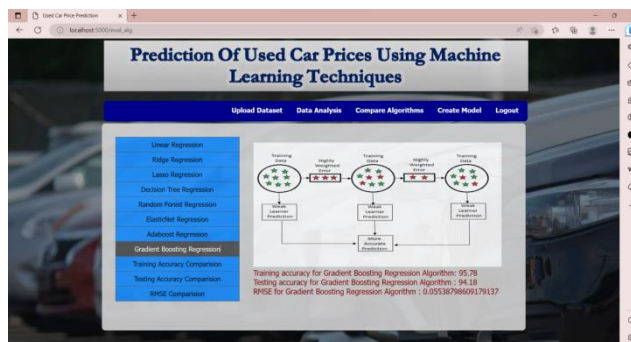 Used Car Price Prediction
localhost:5000/eval_alg
Prediction Of Used Car Prices Using Machine
Learning Techniques
Upload Dataset Data Analysis Compare Algorithms Create Model Logout
Linear Regression
Ridge Regression
Lasso Regression
Decision Tree Regression
Random Forest Regression
ElasticNet Regression
Adaboost Regression
Gradient Boosting Regression
Training Accuracy Comparision
Testing Accuracy Comparision
RMSE Comparision
Training
Data
Highly
Weighted
Error
Training
Data
Highly
Weighted
Error
Training
Data
Weak
Learner
Prediction
Weak
Learner
Prediction
Weak
Learner
Prediction
More
Accurate
Prediction
Training accuracy for Gradient Boosting Regression Algorithm: 95.78
Testing accuracy for Gradient Boosting Regression Algorithm : 94.18
RMSE for Gradient Boosting Regression Algorithm : 0.05538798609179137